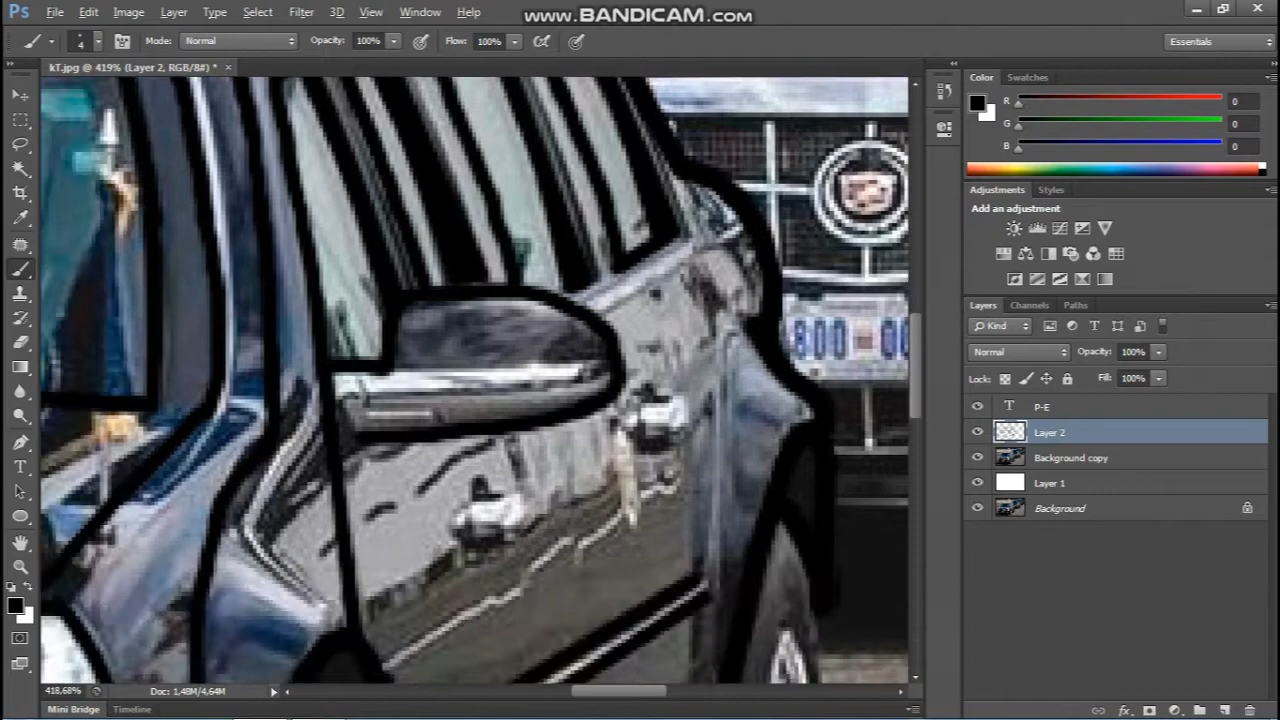 www.BANDICAM.com
Ps File Edit Image Layer Type Select Filter 3D View Window Help
4 Mode: Normal Opacity: 100% Flow: 100% Essentials
kT.jpg @ 419% (Layer 2, RGB/8#) * ×
Color Swatches
R 0
G 0
B 0
Adjustments Styles
Add an adjustment
Layers Channels Paths
Kind
Normal Opacity: 100%
Lock: Fill: 100%
T P-E
Layer 2
Background copy
Layer 1
Background
800
418,68% Doc: 1,48M/4,64M
Mini Bridge Timeline